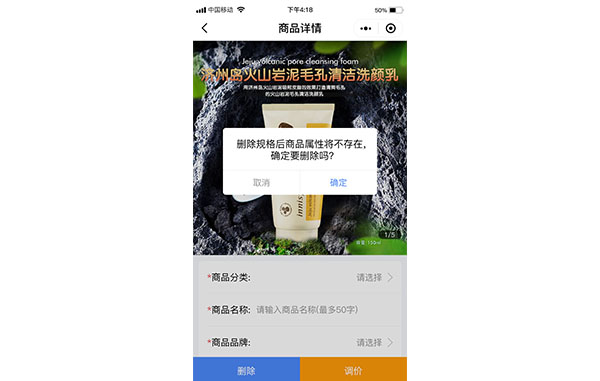 中国移动
下午4:18
50%
商品详情
Jeju volcanic pore cleansing foam
济州岛火山岩泥毛孔清洁洗颜乳
删除规格后商品属性将不存在,
确定要删除吗?
取消
确定
innis
1/5
容量:150ml
*商品分类:
请选择
*商品名称:
请输入商品名称(最多50字)
*商品品牌:
请选择
删除
调价